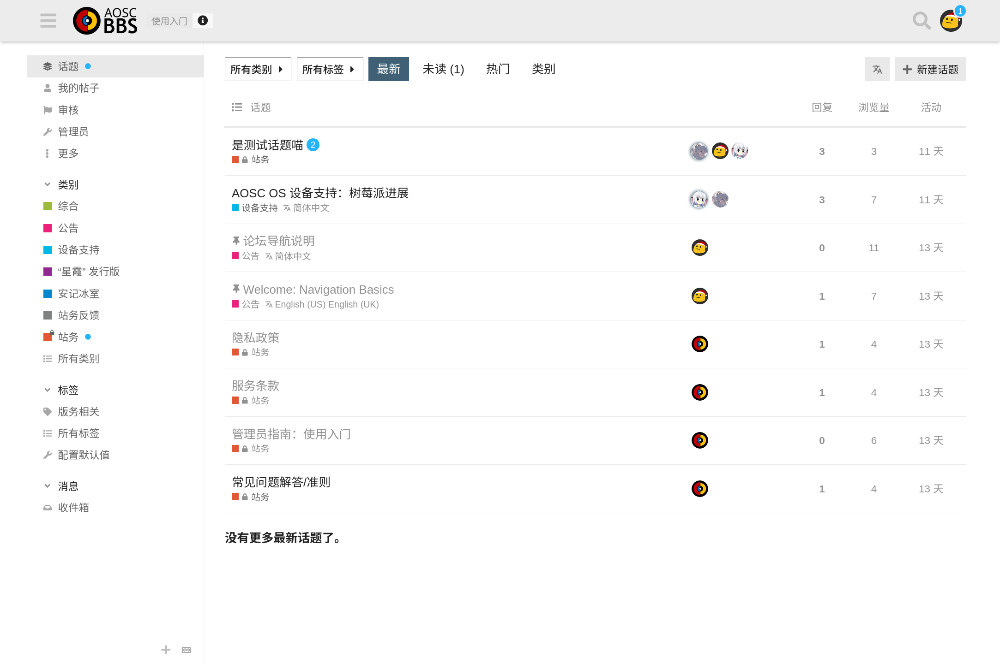 AOSC
BBS
使用入门
1
话题
我的帖子
审核
管理员
更多
类别
综合
公告
设备支持
“星霞” 发行版
安记冰室
站务反馈
站务
所有类别
标签
版务相关
所有标签
配置默认值
消息
收件箱
所有类别 所有标签 最新 未读 (1) 热门 类别 新建话题
话题 回复 浏览量 活动
是测试话题喵 2
站务
3 3 11 天
AOSC OS 设备支持：树莓派进展
设备支持 简体中文
3 7 11 天
论坛导航说明
公告 简体中文
0 11 13 天
Welcome: Navigation Basics
公告 English (US) English (UK)
1 7 13 天
隐私政策
站务
1 4 13 天
服务条款
站务
1 4 13 天
管理员指南：使用入门
站务
0 6 13 天
常见问题解答/准则
站务
1 4 13 天
没有更多最新话题了。